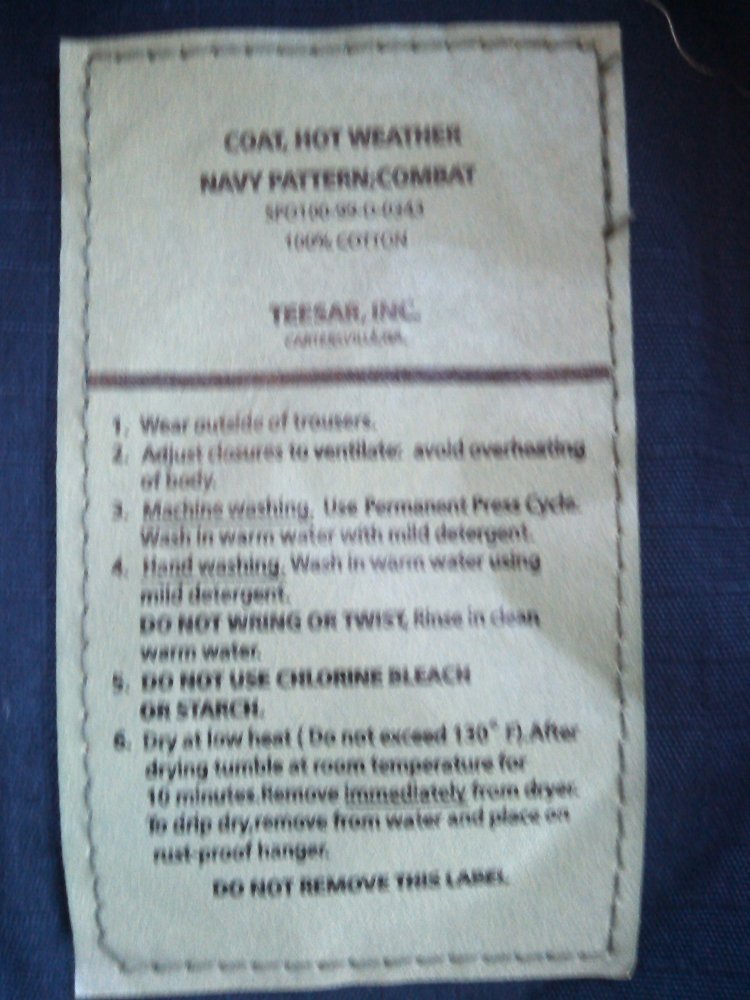 COAT, HOT WEATHER
NAVY PATTERN,COMBAT
SPO100-99-D-0343
100% COTTON
TEESAR, INC.
1. Wear outside of trousers.
2. Adjust closures to ventilate: avoid overheating
of body.
3. Machine washing. Use Permanent Press Cycle.
Wash in warm water with mild detergent.
4. Hand washing. Wash in warm water using
mild detergent.
DO NOT WRING OR TWIST, Rinse in clean
warm water.
5. DO NOT USE CHLORINE BLEACH
OR STARCH.
6. Dry at low heat ( Do not exceed 130° F).After
drying tumble at room temperature for
10 minutes.Remove immediately from dryer.
To drip dry,remove from water and place on
rust-proof hanger.
DO NOT REMOVE THIS LABEL